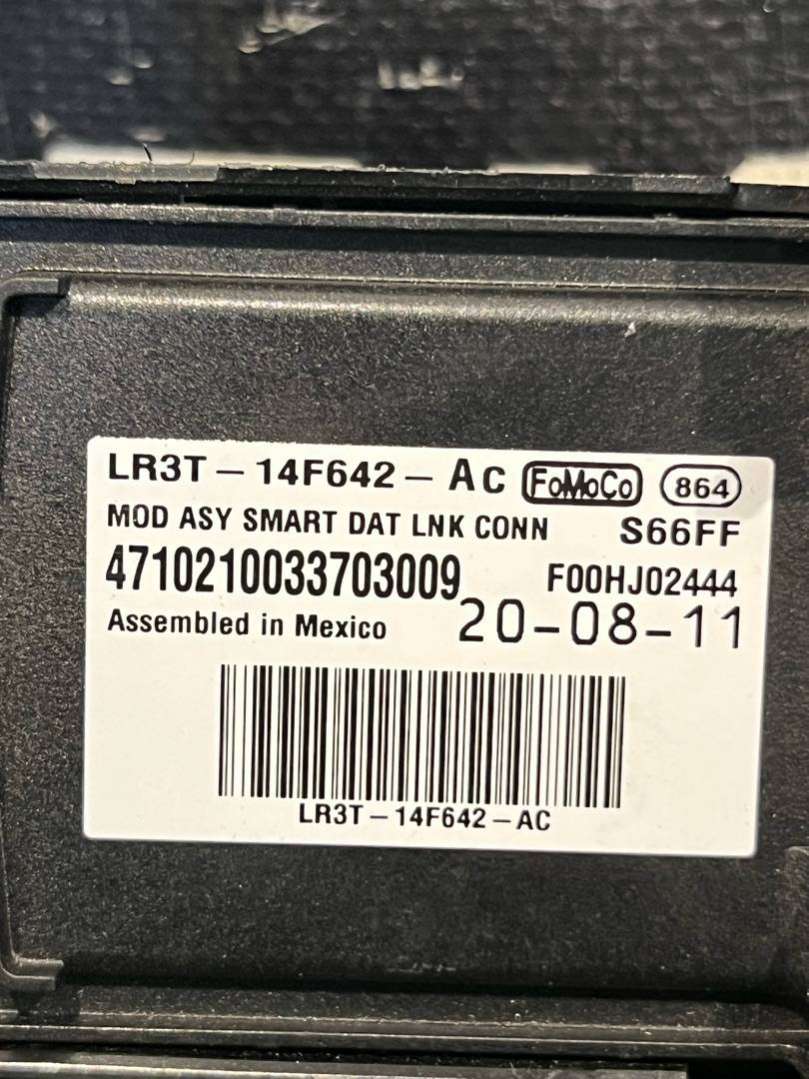 LR3T-14F642-AC FoMoCo 864
MOD ASY SMART DAT LNK CONN S66FF
4710210033703009 F00HJ02444
Assembled in Mexico 20-08-11
LR3T-14F642-AC